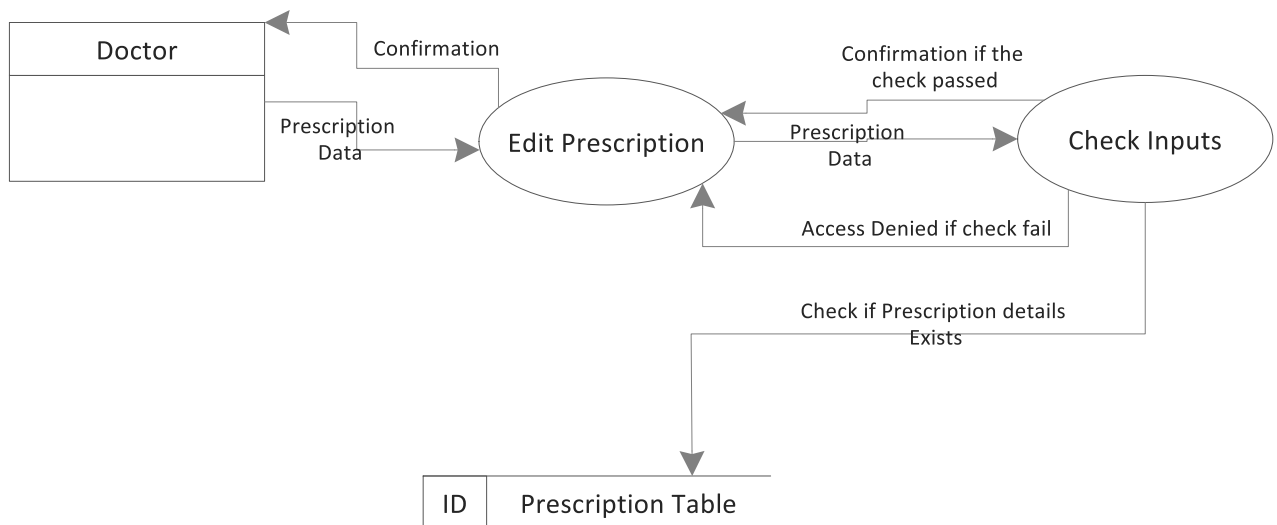 Doctor
Confirmation
Prescription
Data
Edit Prescription
Confirmation if the
check passed
Prescription
Data
Check Inputs
Access Denied if check fail
Check if Prescription details
Exists
ID
Prescription Table